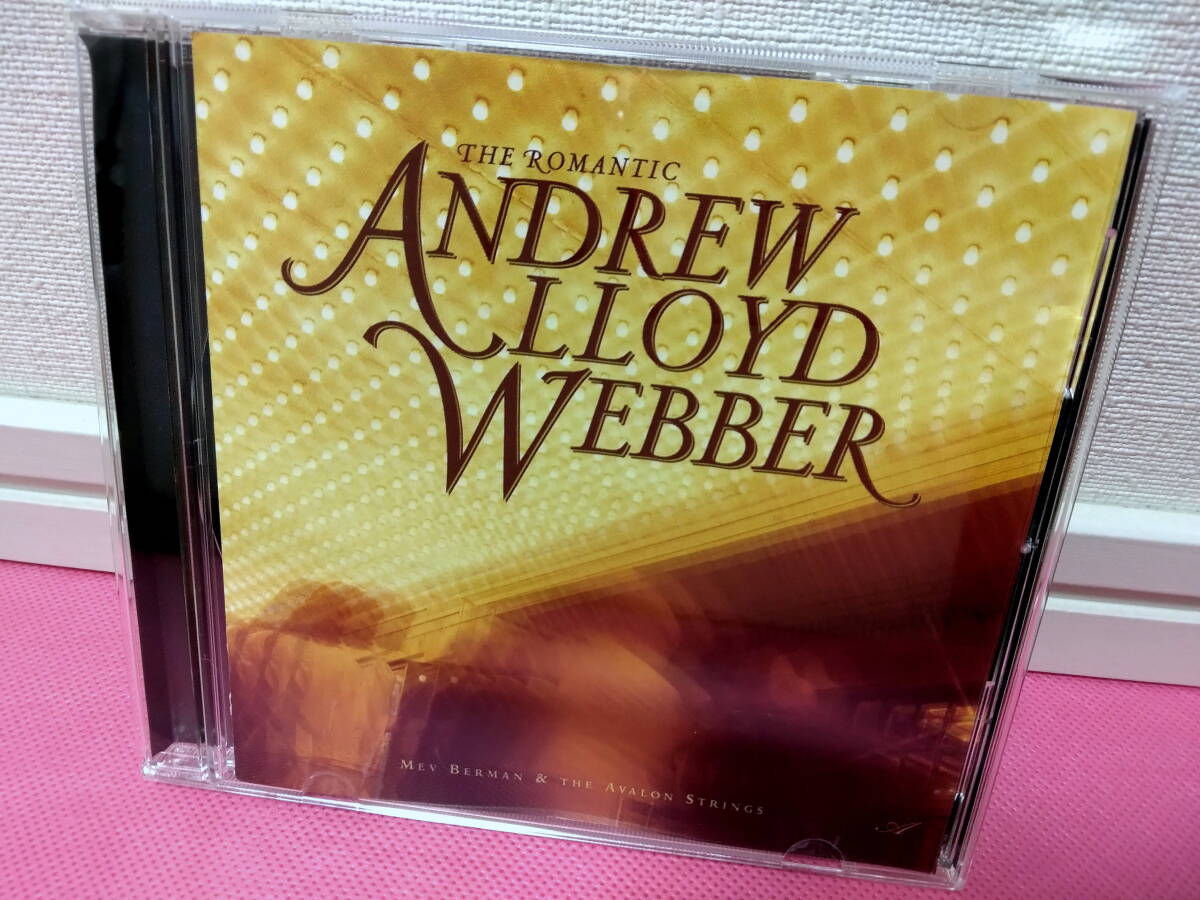 THE ROMANTIC
ANDREW
LLOYD
WEBBER
MEV BERMAN & THE AVALON STRINGS
A